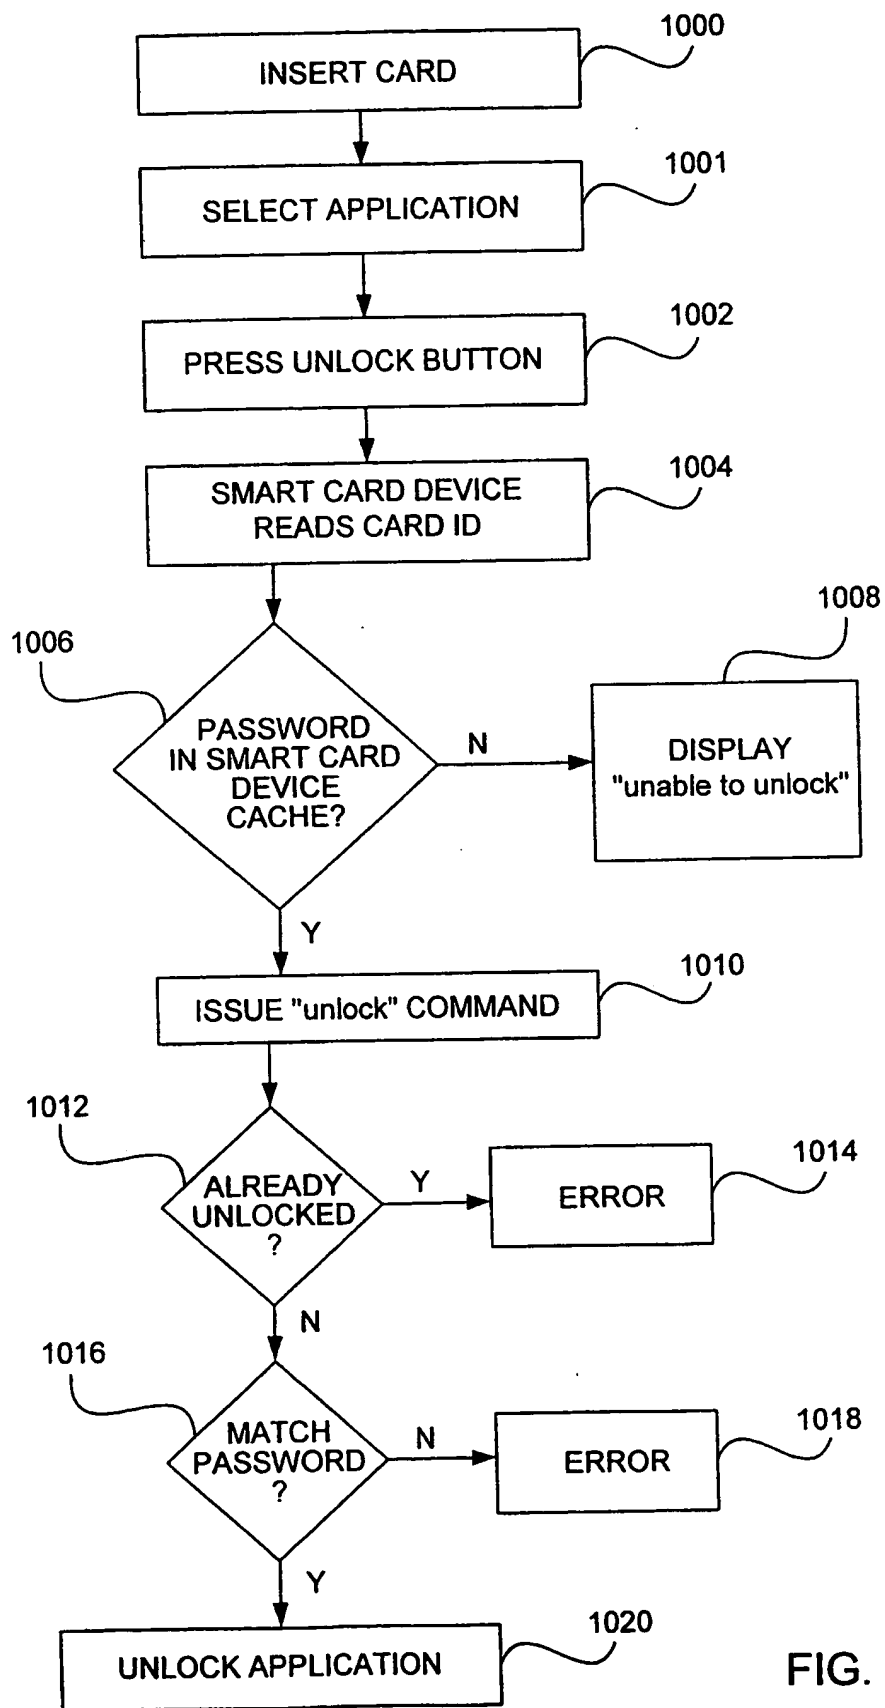 1000
INSERT CARD
1001
SELECT APPLICATION
1002
PRESS UNLOCK BUTTON
1004
SMART CARD DEVICE
READS CARD ID
1006
PASSWORD
IN SMART CARD
DEVICE
CACHE?
N
1008
DISPLAY
"unable to unlock"
Y
1010
ISSUE "unlock" COMMAND
1012
ALREADY
UNLOCKED
?
Y
1014
ERROR
N
1016
MATCH
PASSWORD
?
N
1018
ERROR
Y
1020
UNLOCK APPLICATION
FIG.